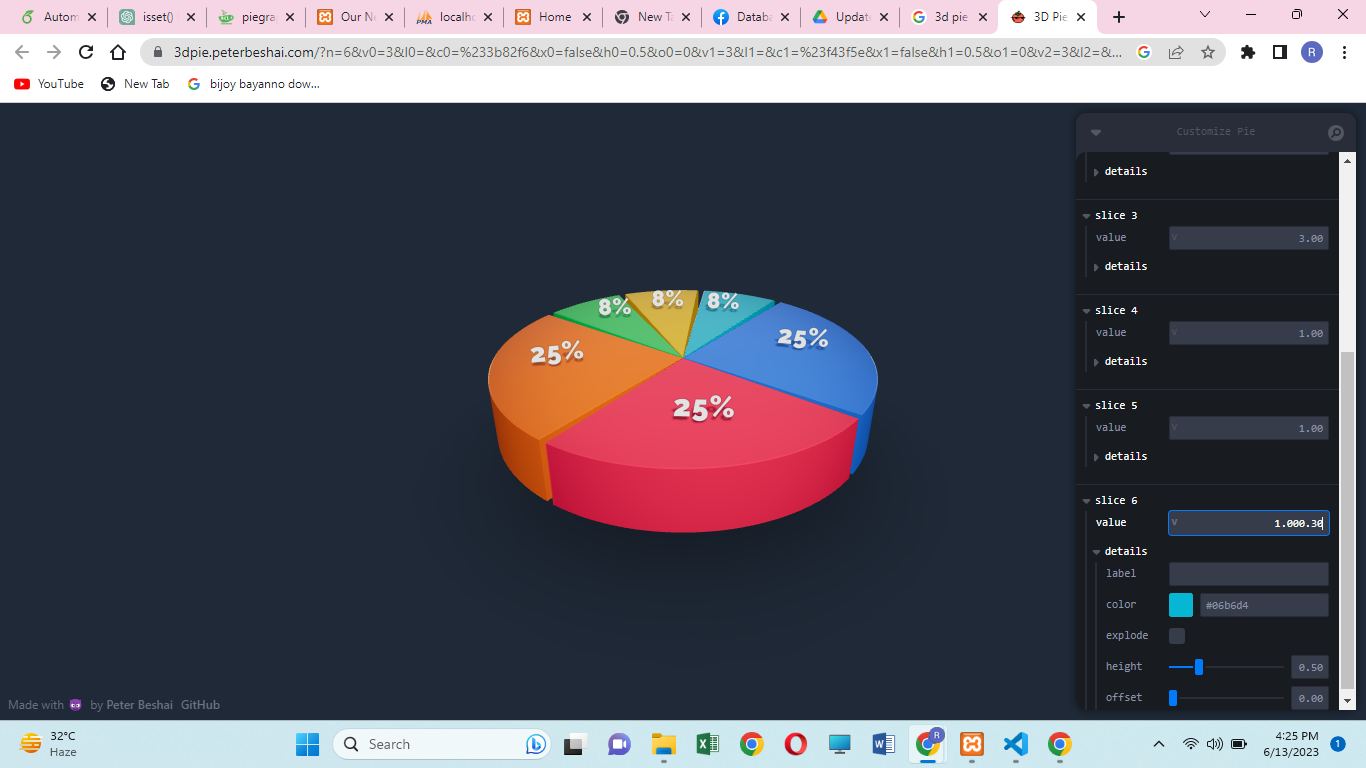 Autom
isset()
piegra
Our Ne
localho
Home
New Ta
Databa
Update
3d pie
3D Pie
3dpie.peterbeshai.com/?n=6&v0=3&l0=&c0=%233b82f6&x0=false&h0=0.5&o0=0&v1=3&l1=&c1=%23f43f5e&x1=false&h1=0.5&o1=0&v2=3&l2=&...
R
YouTube
New Tab
bijoy bayanno dow...
Customize Pie
details
slice 3
value
V
3.00
details
slice 4
value
V
1.00
details
slice 5
value
V
1.00
details
slice 6
value
V
1.000.30
details
label
color
#06b6d4
explode
height
0.50
offset
0.00
8%
8%
8%
25%
25%
25%
Made with by Peter Beshai GitHub
32°C
Haze
Search
R
4:25 PM
6/13/2023
1